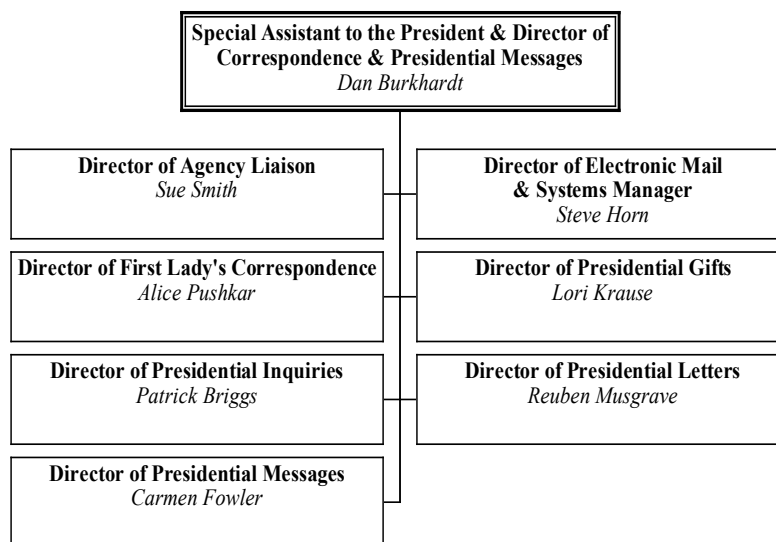 Special Assistant to the President & Director of
Correspondence & Presidential Messages
Dan Burkhardt
Director of Agency Liaison
Sue Smith
Director of Electronic Mail
& Systems Manager
Steve Horn
Director of First Lady's Correspondence
Alice Pushkar
Director of Presidential Gifts
Lori Krause
Director of Presidential Inquiries
Patrick Briggs
Director of Presidential Letters
Reuben Musgrave
Director of Presidential Messages
Carmen Fowler